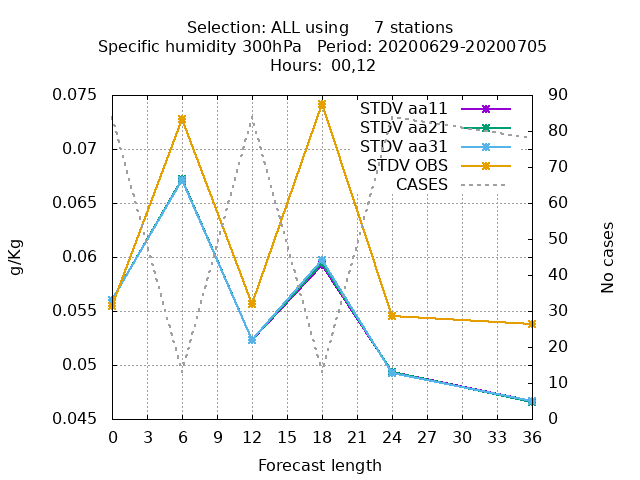 Selection: ALL using 7 stations
Specific humidity 300hPa Period: 20200629-20200705
Hours: 00,12
STDV aa11
STDV aa21
STDV aa31
STDV OBS
CASES
0.075
0.07
0.065
0.06
0.055
0.05
0.045
g/Kg
90
80
70
60
50
40
30
20
10
0
No cases
0 3 6 9 12 15 18 21 24 27 30 33 36
Forecast length